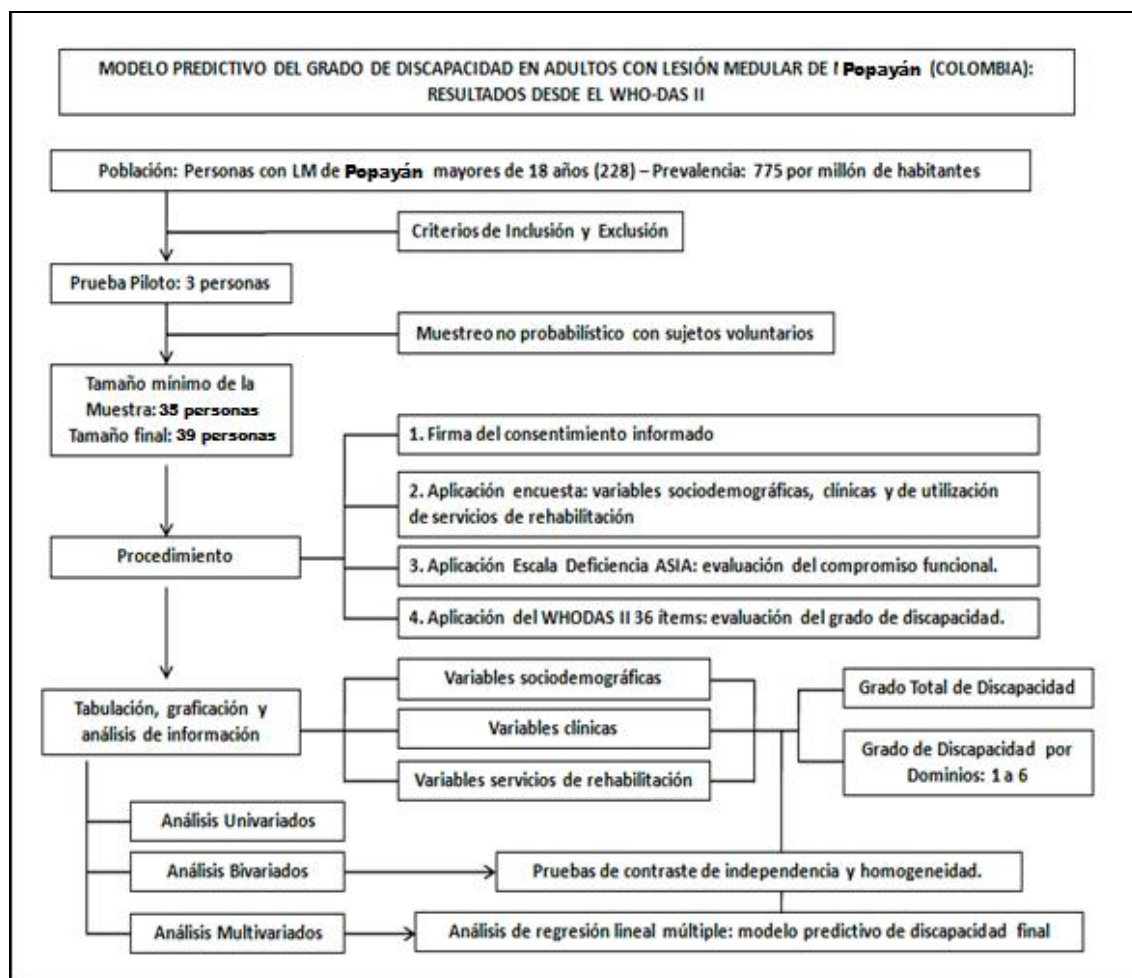 MODELO PREDICTIVO DEL GRADO DE DISCAPACIDAD EN ADULTOS CON LESIÓN MEDULAR DE Popayán (COLOMBIA):
RESULTADOS DESDE EL WHO-DAS II
Población: Personas con LM de Popayán mayores de 18 años (228) – Prevalencia: 775 por millón de habitantes
Criterios de Inclusión y Exclusión
Prueba Piloto: 3 personas
Muestreo no probabilístico con sujetos voluntarios
Tamaño mínimo de la
Muestra: 35 personas
Tamaño final: 39 personas
1. Firma del consentimiento informado
2. Aplicación encuesta: variables sociodemográficas, clínicas y de utilización
de servicios de rehabilitación
Procedimiento
3. Aplicación Escala Deficiencia ASIA: evaluación del compromiso funcional.
4. Aplicación del WHODAS II 36 ítems: evaluación del grado de discapacidad.
Tabulación, graficación y
análisis de información
Variables sociodemográficas
Variables clínicas
Variables servicios de rehabilitación
Grado Total de Discapacidad
Grado de Discapacidad por
Dominios: 1 a 6
Análisis Univariados
Análisis Bivariados
Pruebas de contraste de independencia y homogeneidad.
Análisis Multivariados
Análisis de regresión lineal múltiple: modelo predictivo de discapacidad final